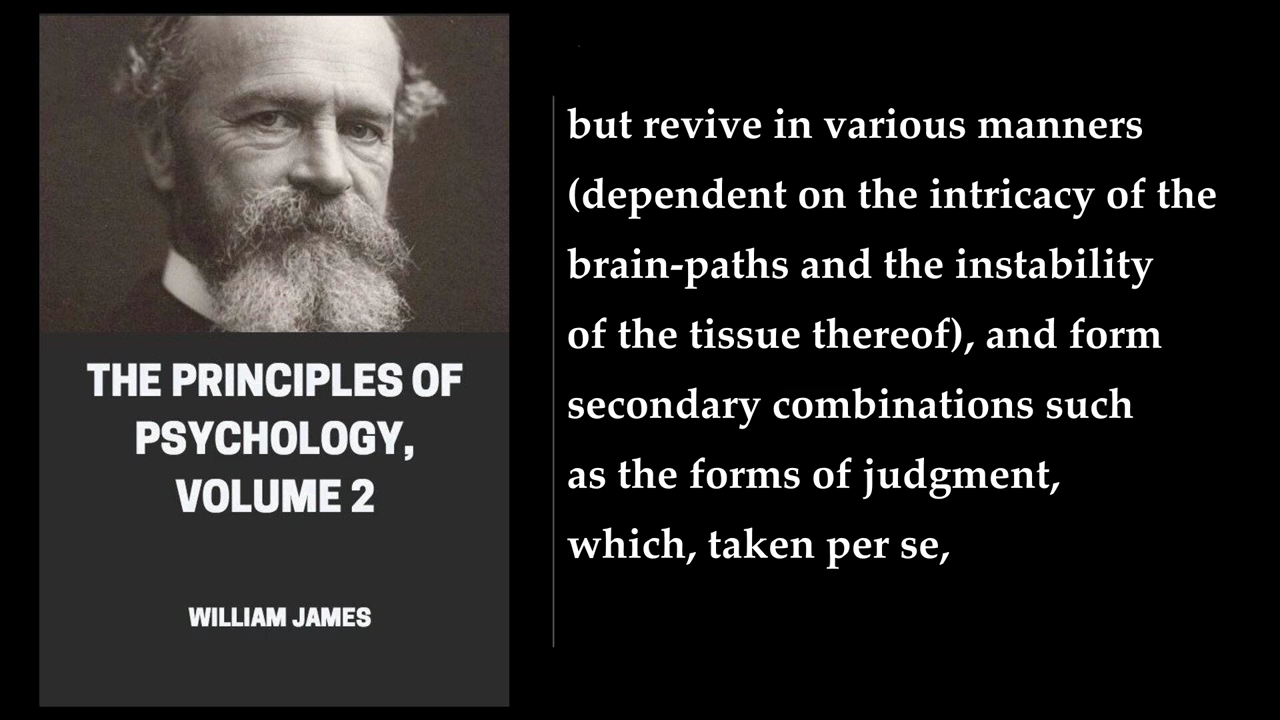 THE PRINCIPLES OF
PSYCHOLOGY,
VOLUME 2
WILLIAM JAMES
but revive in various manners
(dependent on the intricacy of the
brain-paths and the instability
of the tissue thereof), and form
secondary combinations such
as the forms of judgment,
which, taken per se,